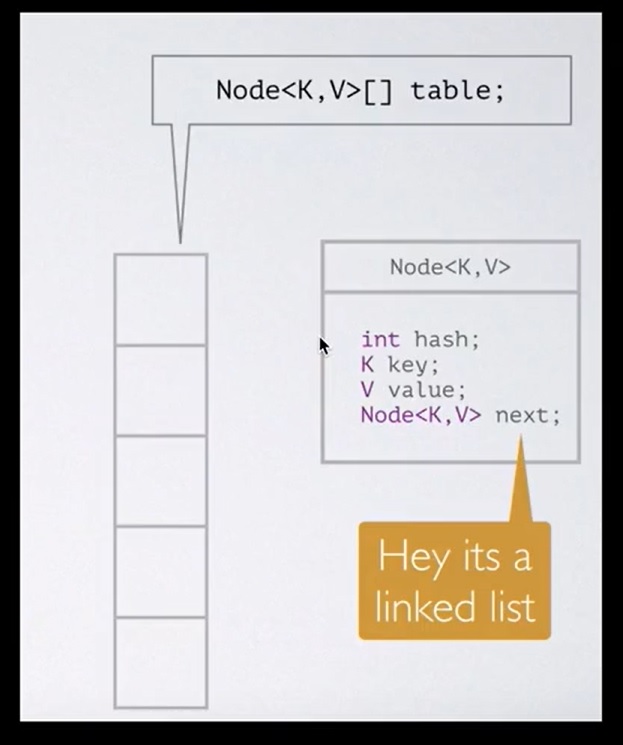 Node<K,V>[] table;
Node<K,V>
int hash;
K key;
V value;
Node<K,V> next;
Hey its a
linked list